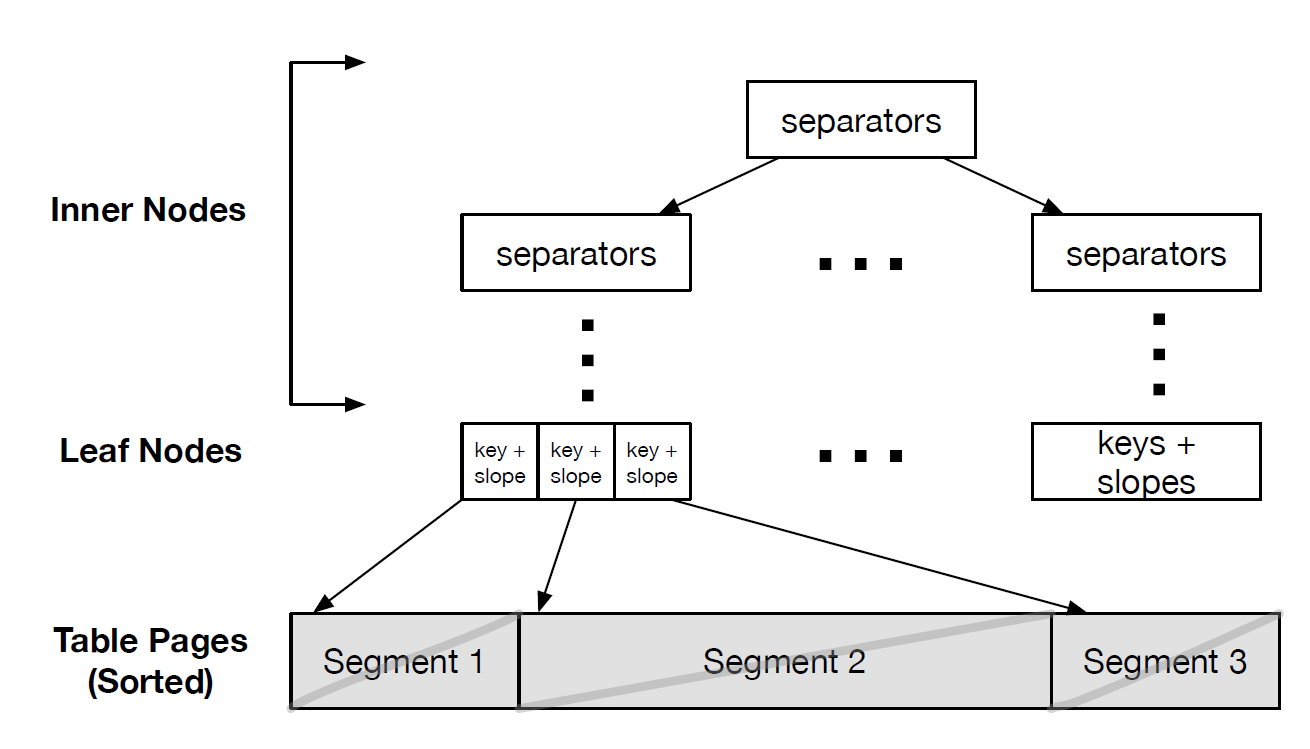 separators
Inner Nodes
separators
separators
Leaf Nodes
key +
slope
key +
slope
key +
slope
keys +
slopes
Table Pages
(Sorted)
Segment 1
Segment 2
Segment 3